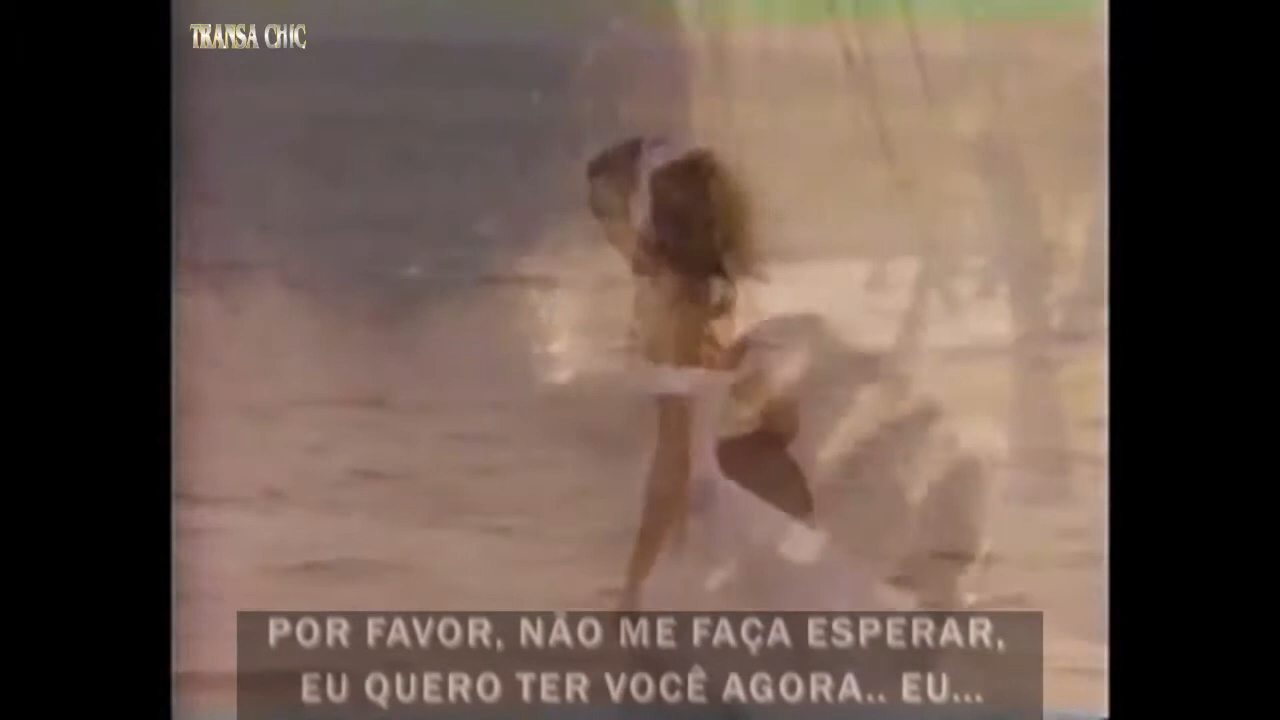 TRANSA CHIC
POR FAVOR, NÃO ME FAÇA ESPERAR,
EU QUERO TER VOCÊ AGORA.. EU...